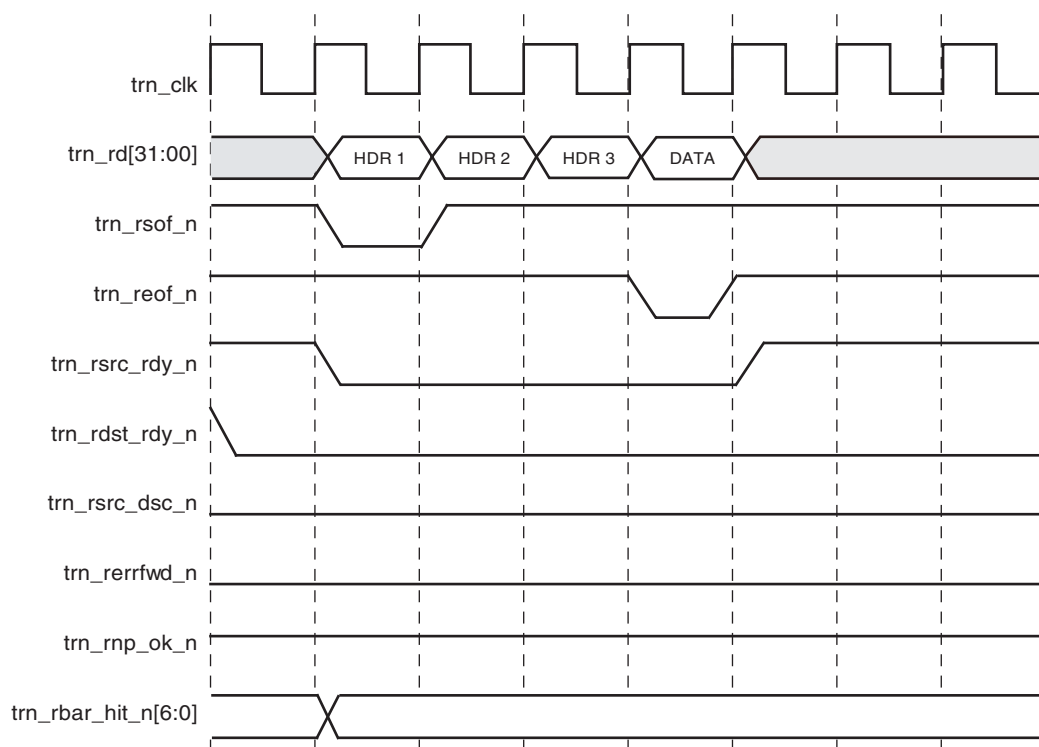 trn_clk
trn_rd[31:00]
HDR 1
HDR 2
HDR 3
DATA
trn_rsof_n
trn_reof_n
trn_rsrc_rdy_n
trn_rdst_rdy_n
trn_rsrc_dsc_n
trn_rerrfwd_n
trn_rnp_ok_n
trn_rbar_hit_n[6:0]